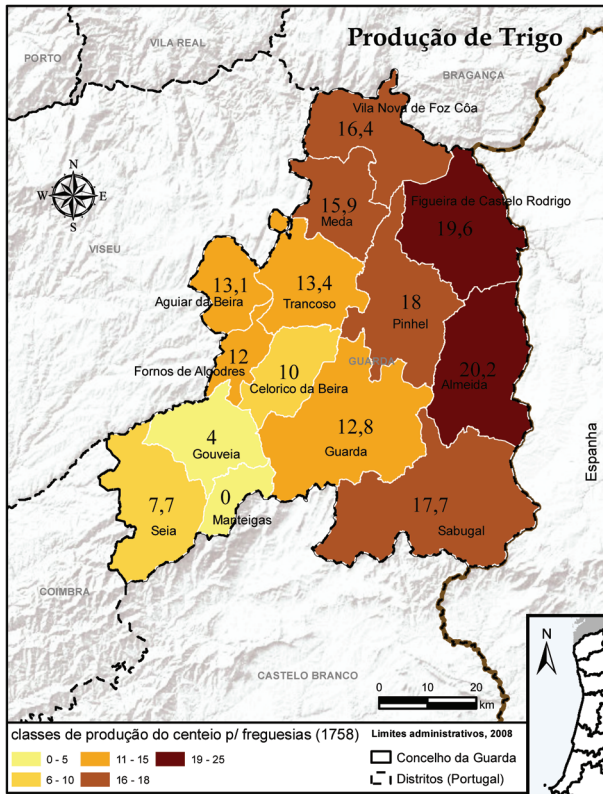 Produção de Trigo
PORTO
VILA REAL
BRAGANÇA
Vila Nova de Foz Côa
16,4
N
W E
S
15,9
Meda
Figueira de Castelo Rodrigo
19,6
VISEU
13,1
Aguiar da Beira
13,4
Trancoso
18
Pinhel
12
Fornos de Algodres
10
Celorico da Beira
GUARDA
20,2
Almeida
4
Gouveia
12,8
Guarda
Espanha
7,7
Seia
0
Manteigas
17,7
Sabugal
COIMBRA
CASTELO BRANCO
0 10 20
km
N
classes de produção do centeio p/ freguesias (1758)
0 - 5
11 - 15
19 - 25
6 - 10
16 - 18
Limites administrativos, 2008
Concelho da Guarda
Distritos (Portugal)